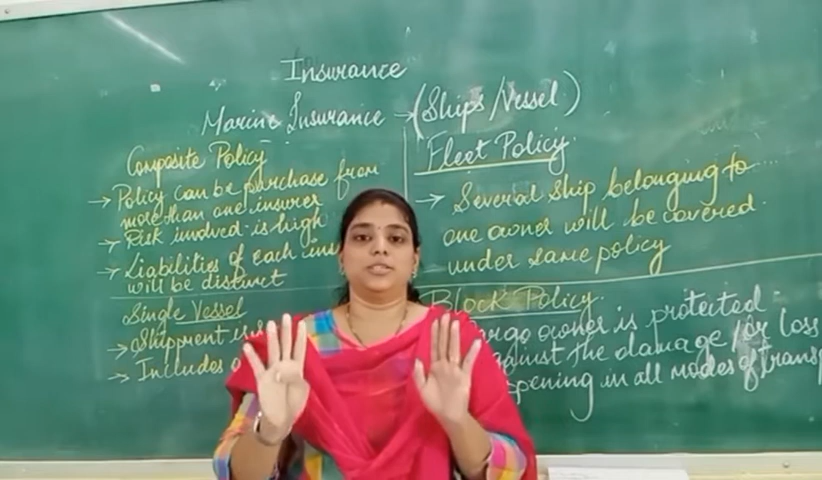 Insurance
Marine Insurance → (Ships/Vessel)
Composite Policy
→ Policy can be purchase from
more than one insurer
→ Risk involved is high
→ Liabilities of each
will be distinct
Fleet Policy
→ Several ship belonging to
one owner will be covered
under same policy
Single Vessel
→ Shipment
→ Includes
Block Policy
owner is protected
against the damage/or loss
in all modes of